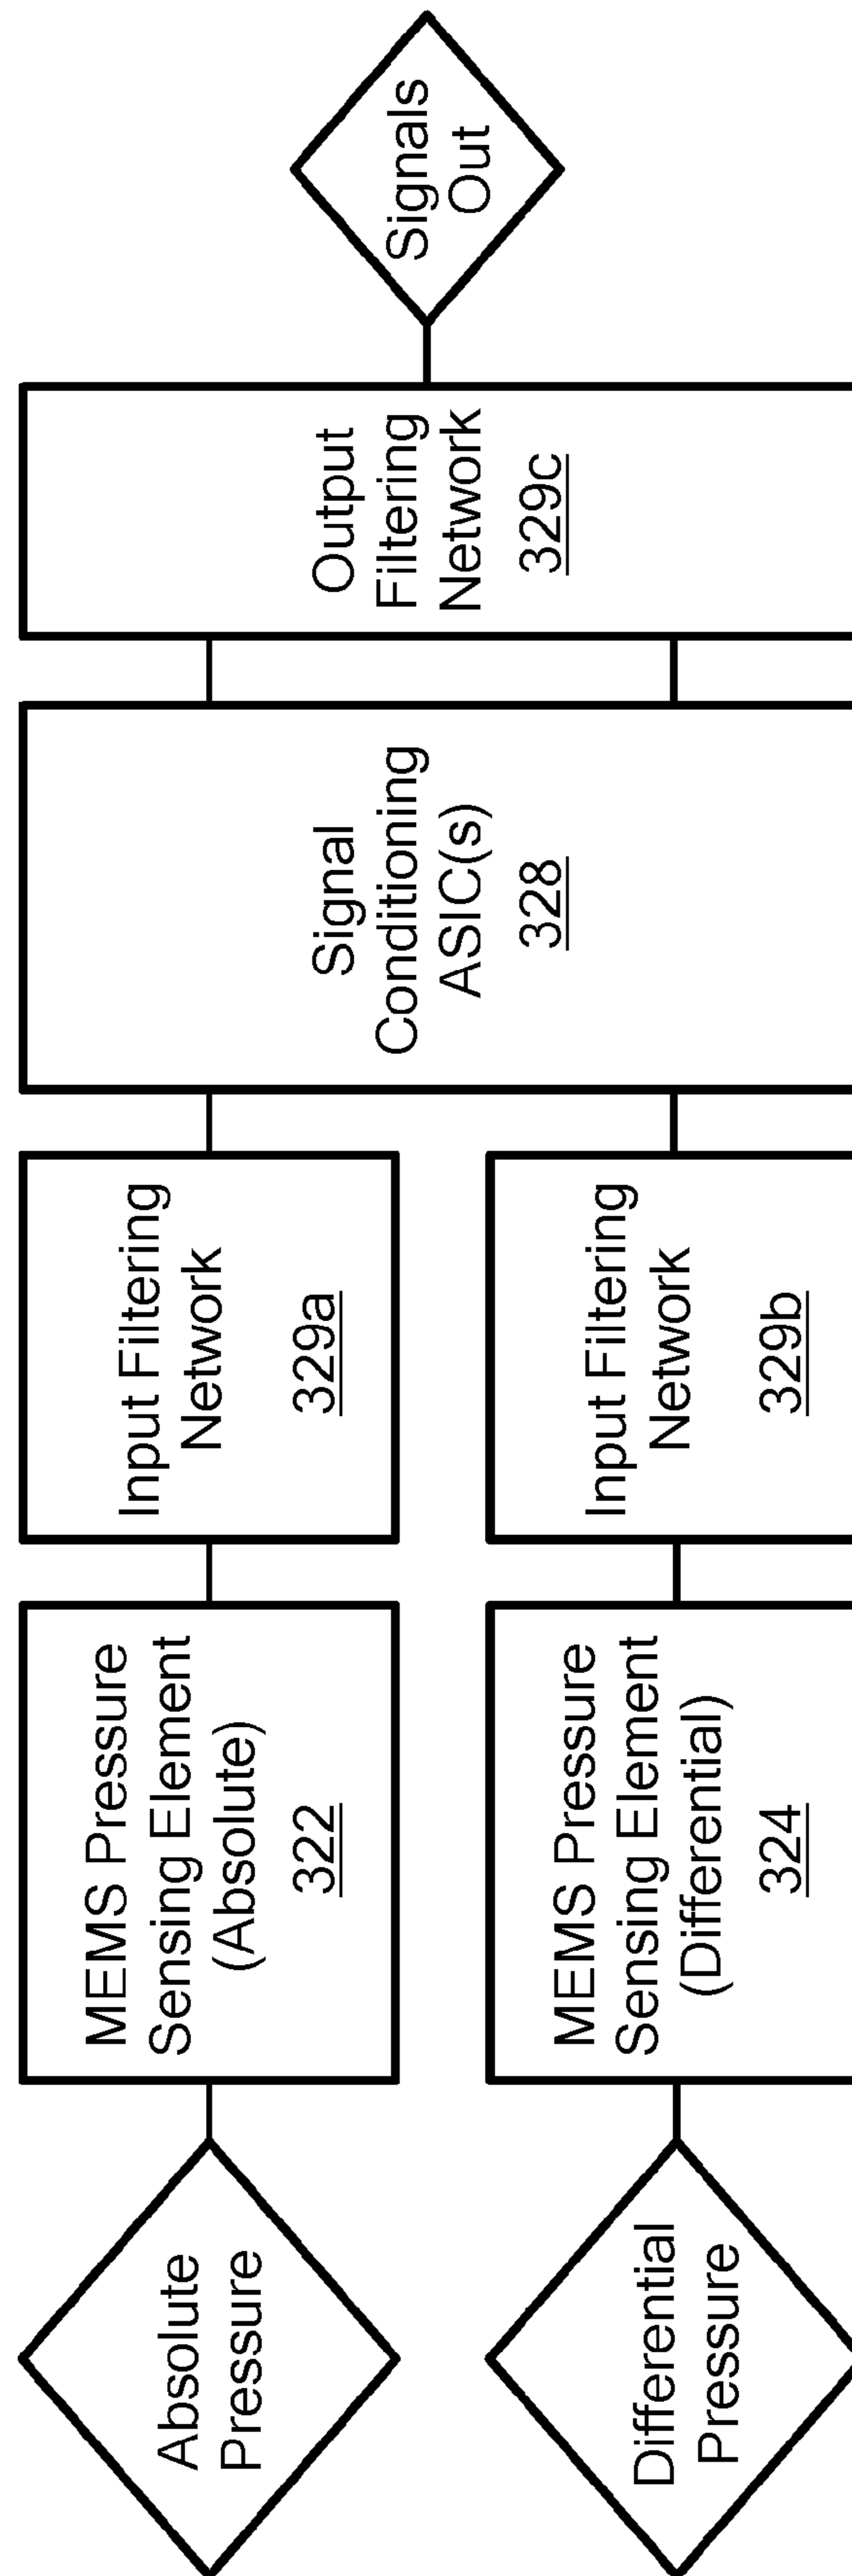 Absolute
Pressure
MEMS Pressure
Sensing Element
(Absolute)
322
Input Filtering
Network
329a
Differential
Pressure
MEMS Pressure
Sensing Element
(Differential)
324
Input Filtering
Network
329b
Signal
Conditioning
ASIC(s)
328
Output
Filtering
Network
329c
Signals
Out